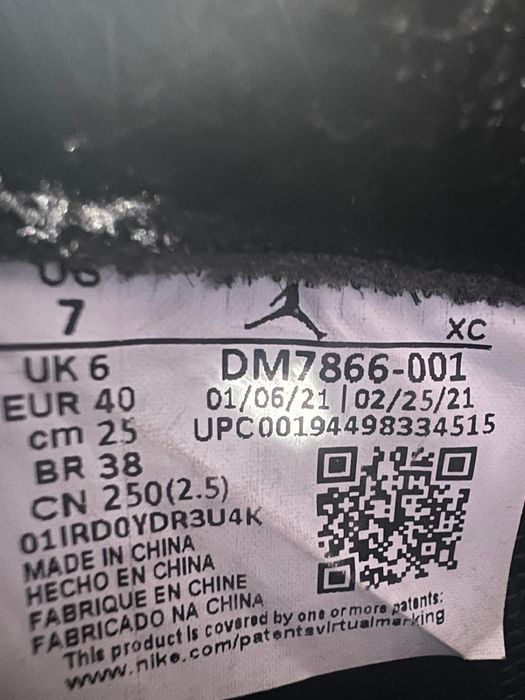 US
7
XC
UK 6
DM7866-001
EUR 40
01/06/21 | 02/25/21
cm 25
UPC00194498334515
BR 38
CN 250(2.5)
01IRD0YDR3U4K
MADE IN CHINA
HECHO EN CHINA
FABRIQUE EN CHINE
FABRICADO NA CHINA
This product is covered by one or more patents:
www.nike.com/patentsvirtualmarking